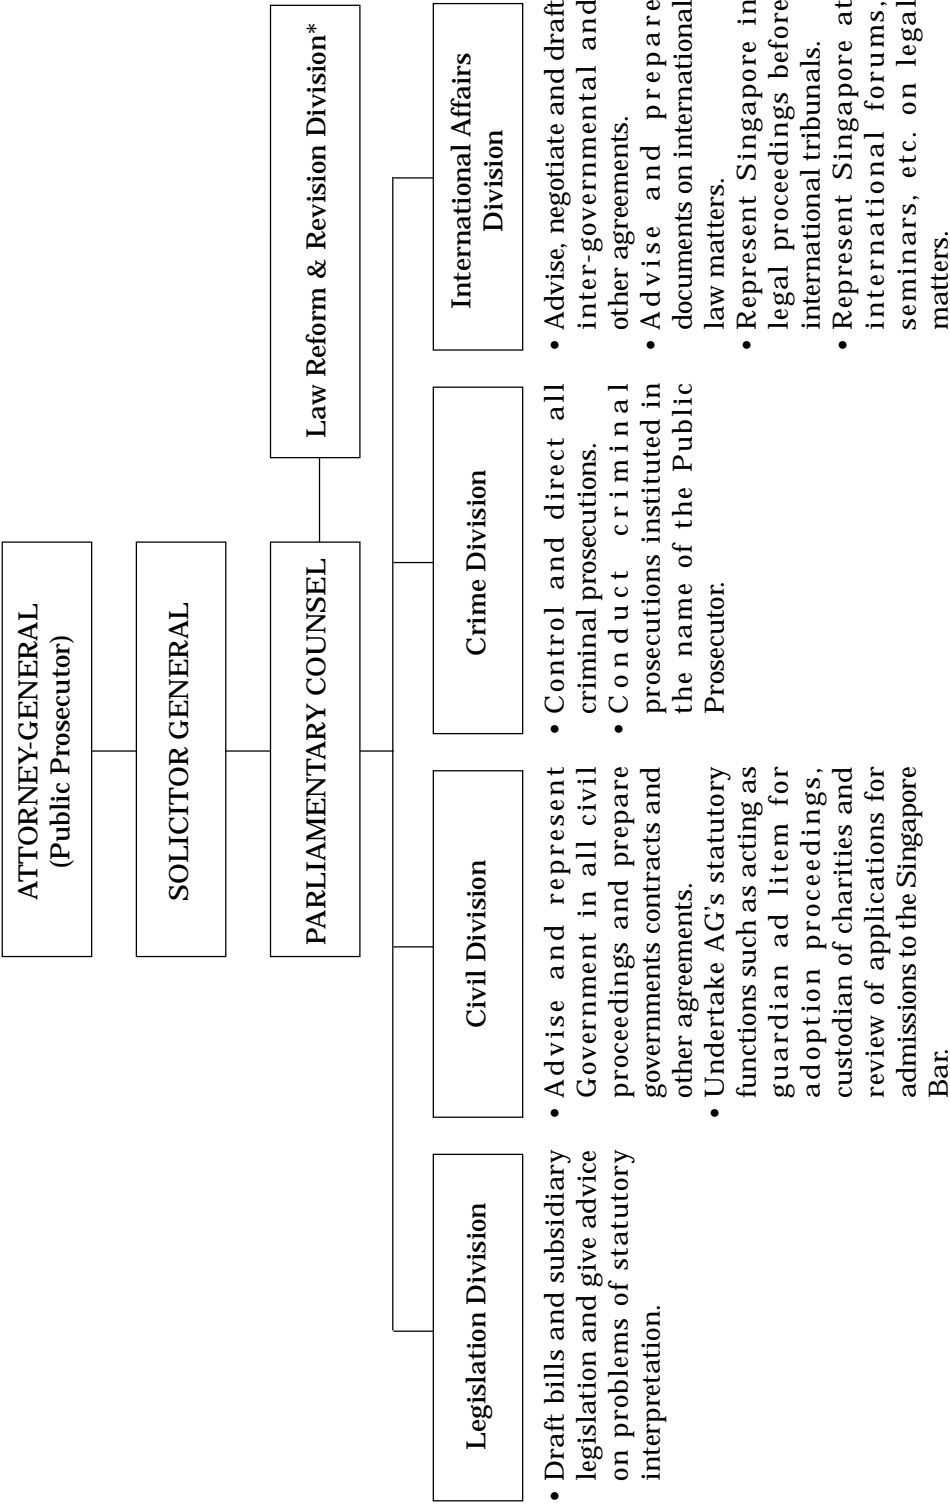 ATTORNEY-GENERAL
(Public Prosecutor)
SOLICITOR GENERAL
PARLIAMENTARY COUNSEL
Law Reform & Revision Division*
Legislation Division
• Draft bills and subsidiary
legislation and give advice
on problems of statutory
interpretation.
Civil Division
• Advise and represent
Government in all civil
proceedings and prepare
governments contracts and
other agreements.
• Undertake AG's statutory
functions such as acting as
guardian ad litem for
adoption proceedings,
custodian of charities and
review of applications for
admissions to the Singapore
Bar.
Crime Division
• Control and direct all
criminal prosecutions.
• Conduct criminal
prosecutions instituted in
the name of the Public
Prosecutor.
International Affairs
Division
• Advise, negotiate and draft
inter-governmental and
other agreements.
• Advise and prepare
documents on international
law matters.
• Represent Singapore in
legal proceedings before
international tribunals.
• Represent Singapore at
international forums,
seminars, etc. on legal
matters.